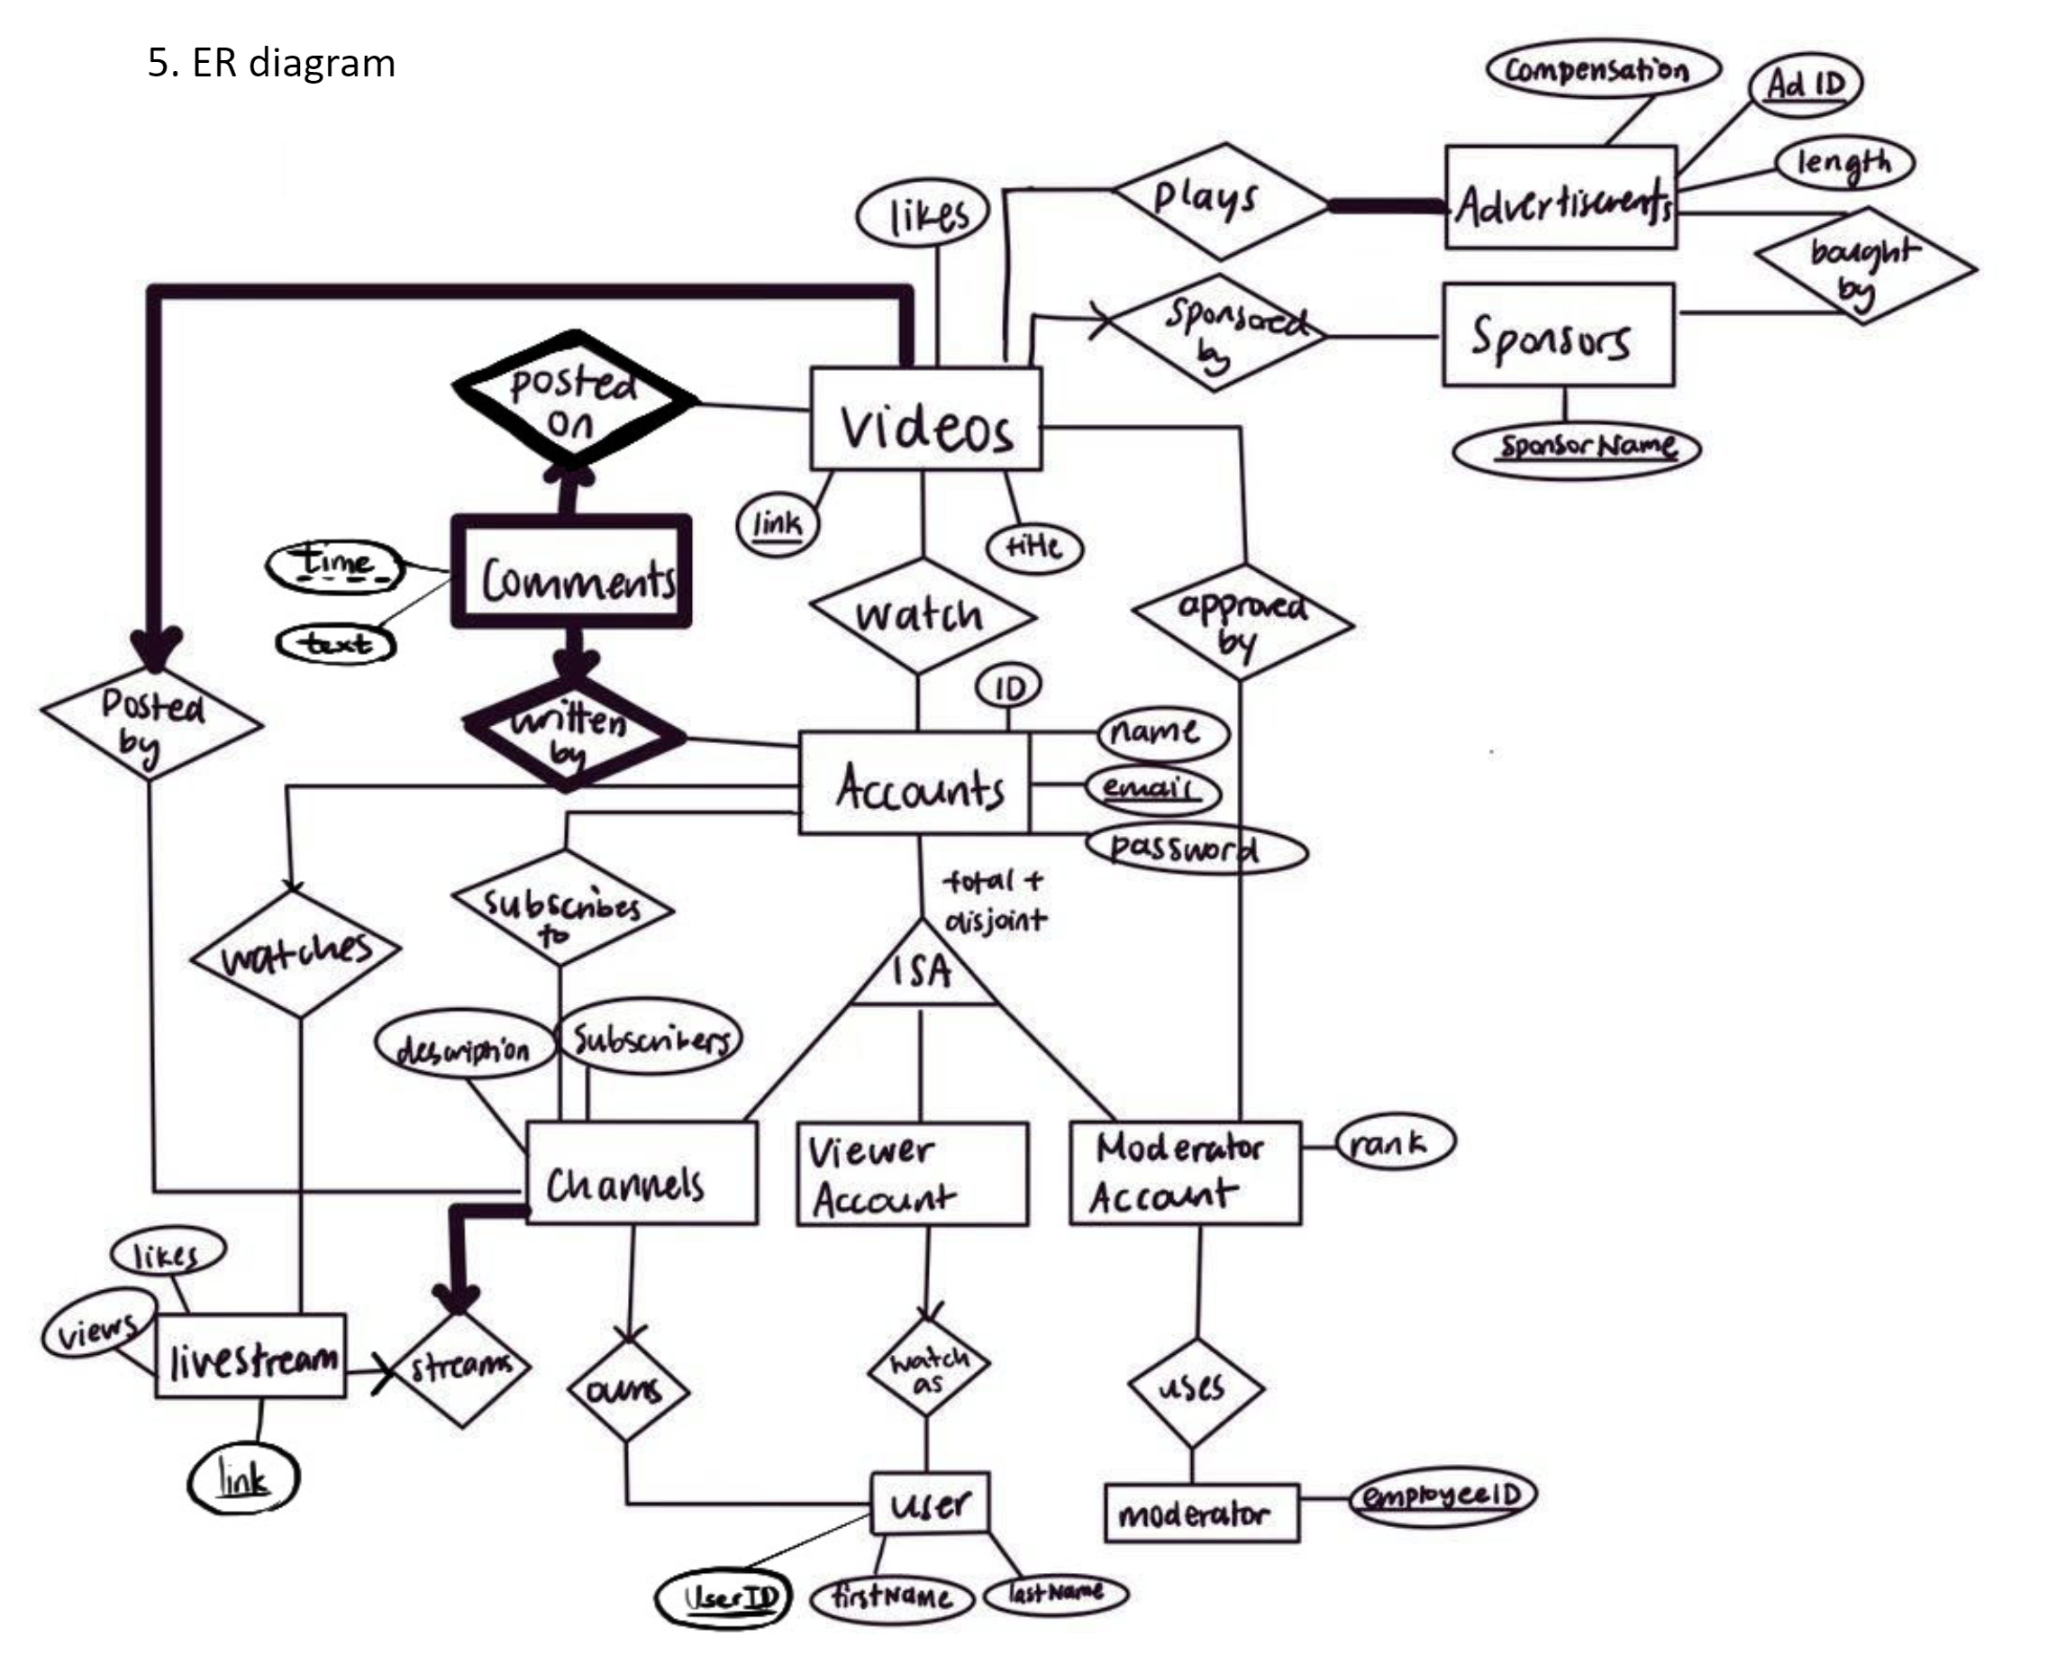 5. ER diagram
Compensation
Ad ID
length
Advertisements
plays
likes
bought
by
Sponsored
by
Sponsors
sponsorName
posted
on
Videos
link
title
time
text
Comments
watch
approved
by
ID
Posted
by
written
by
name
email
password
Accounts
total +
disjoint
ISA
watches
subscribes
to
description
Subscribers
Channels
Viewer
Account
Moderator
Account
rank
likes
views
livestream
streams
link
owns
watch
as
uses
user
moderator
employeeID
UserID
firstName
lastName